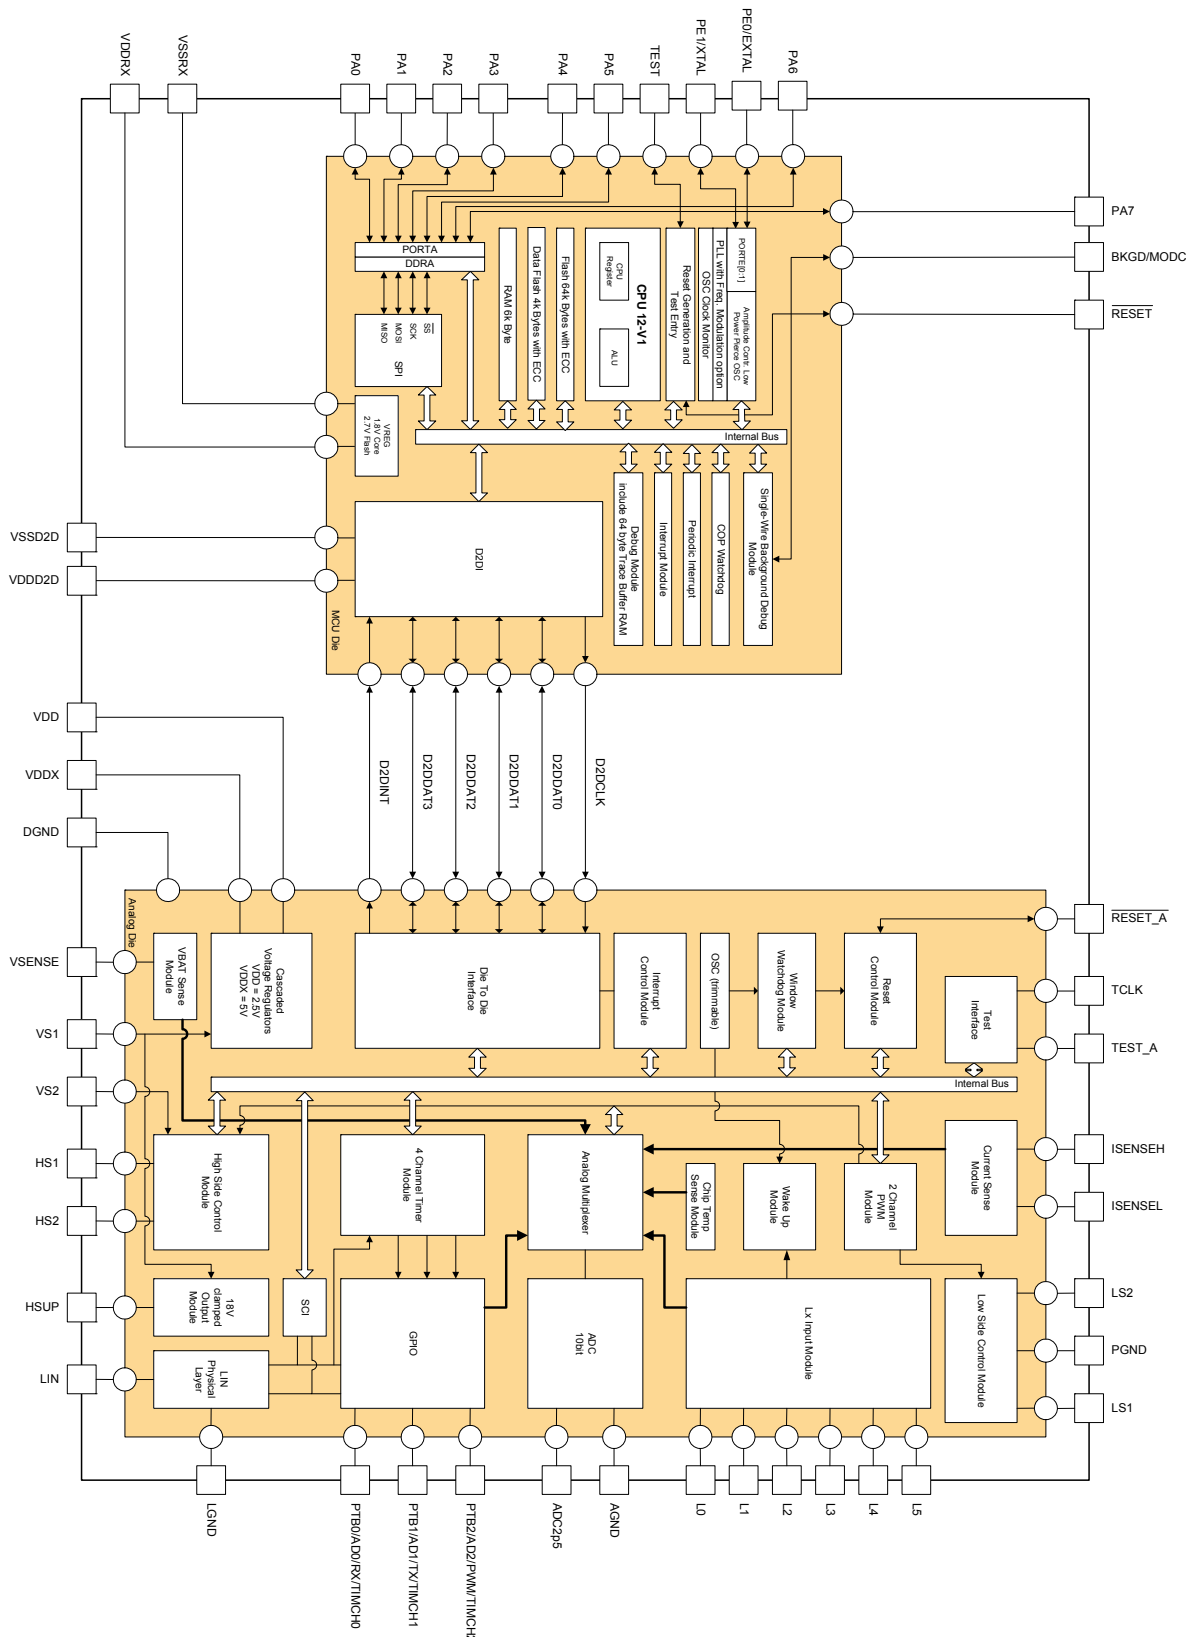 VDDRX
VSSRX
PA0
PA1
PA2
PA3
PA4
PA5
TEST
PE1/XTAL
PE0/EXTAL
PA6
PA7
BKGD/MODC
RESET
PORTA
DDRA
MISO
MOSI
SCK
SS
SPI
VREG
1.8V Core
2.7V Flash
RAM 6k Byte
Data Flash 4k Bytes with ECC
Flash 64k Bytes with ECC
CPU 12-V1
CPU
Register
ALU
Reset Generation and
Test Entry
PLL with Freq. Modulation option
OSC Clock Monitor
PORTE[0:1]
Amplitude Contr. Low
Power Pierce OSC
Internal Bus
D2DI
Debug Module
include 64 byte Trace Buffer RAM
Interrupt Module
Periodic Interrupt
COP Watchdog
Single-Wire Background Debug
Module
MCU Die
VSSD2D
VDDD2D
VDD
VDDX
DGND
D2DINT
D2DDAT3
D2DDAT2
D2DDAT1
D2DDAT0
D2DCLK
Analog Die
VSENSE
VS1
VS2
HS1
HS2
HSUP
LIN
VBAT Sense
Module
Cascaded
Voltage Regulators
VDD = 2.5V
VDDX = 5V
Die To Die
Interface
Interrupt
Control Module
OSC (trimmable)
Window
Watchdog Module
Reset
Control Module
Test
Interface
RESET_A
TCLK
TEST_A
Internal Bus
High Side Control
Module
4 Channel Timer
Module
Analog Multiplexer
Chip Temp
Sense Module
Wake Up
Module
2 Channel
PWM
Module
Current Sense
Module
ISENSEH
ISENSEL
18V
clamped
Output
Module
SCI
GPIO
ADC
10bit
Lx Input Module
Low Side Control Module
LIN
Physical
Layer
LS2
PGND
LS1
LGND
PTB0/AD0/RX/TIMCH0
PTB1/AD1/TX/TIMCH1
PTB2/AD2/PWM/TIMCH2
ADC2p5
AGND
L0
L1
L2
L3
L4
L5